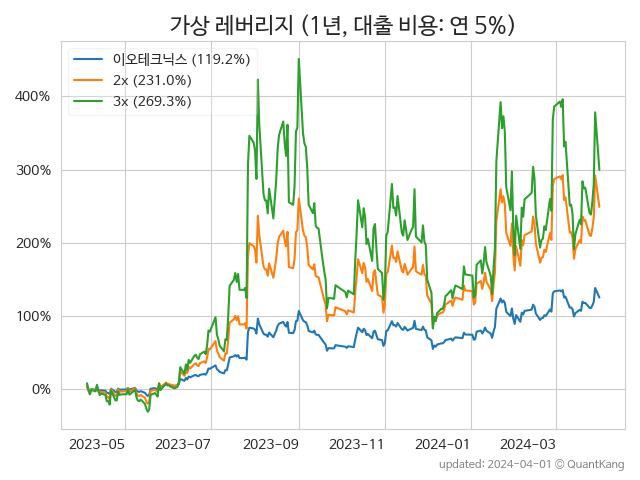 가상 레버리지 (1년, 대출 비용: 연 5%)
이오테크닉스 (119.2%)
2x (231.0%)
3x (269.3%)
400%
300%
200%
100%
0%
2023-05 2023-07 2023-09 2023-11 2024-01 2024-03
updated: 2024-04-01 © QuantKang